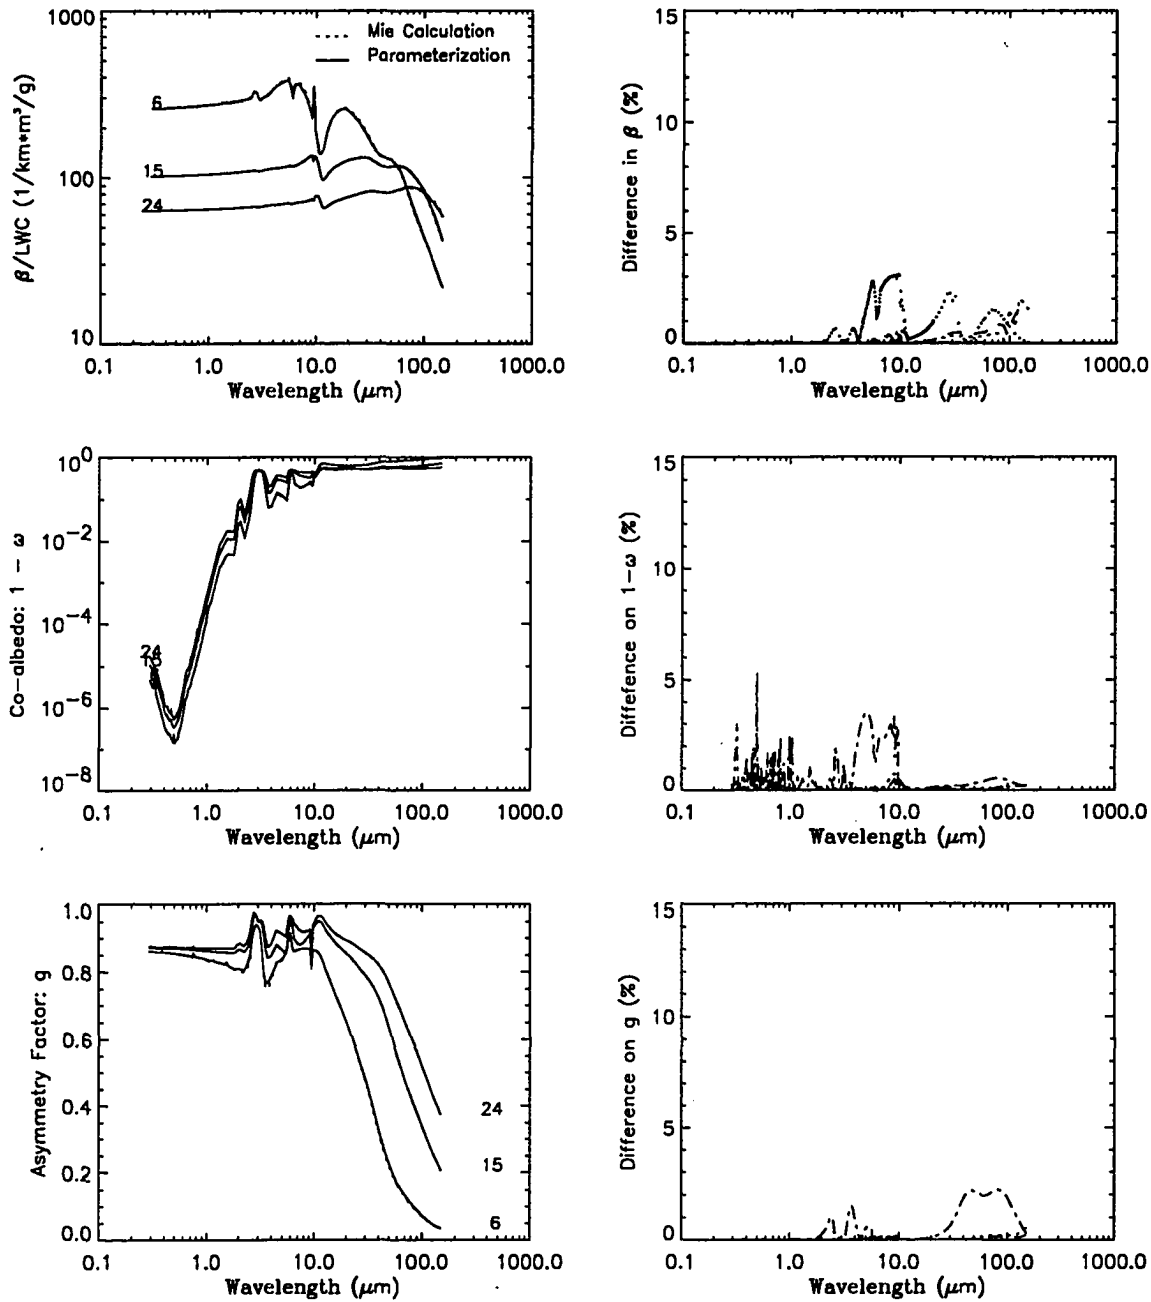 1000
Mie Calculation
Parameterization
6
15
24
100
10
β/LWC (1/km*m³/g)
0.1 1.0 10.0 100.0 1000.0
Wavelength (μm)
15
10
5
0
Difference in β (%)
0.1 1.0 10.0 100.0 1000.0
Wavelength (μm)
10⁰
10⁻²
10⁻⁴
10⁻⁶
10⁻⁸
24
15
Co-albedo: 1 − ω
0.1 1.0 10.0 100.0 1000.0
Wavelength (μm)
15
10
5
0
Diffefence on 1-ω (%)
0.1 1.0 10.0 100.0 1000.0
Wavelength (μm)
1.0
0.8
0.6
0.4
0.2
0.0
24
15
6
Asymmetry Factor: g
0.1 1.0 10.0 100.0 1000.0
Wavelength (μm)
15
10
5
0
Difference on g (%)
0.1 1.0 10.0 100.0 1000.0
Wavelength (μm)